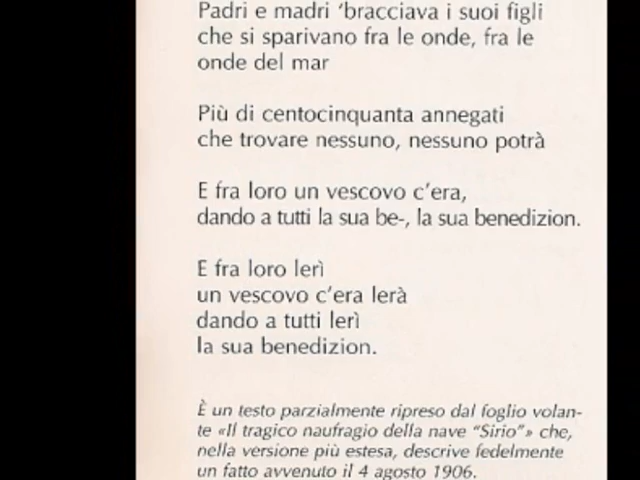 Padri e madri ‘bracciava i suoi figli
che si sparivano fra le onde, fra le
onde del mar
Più di centocinquanta annegati
che trovare nessuno, nessuno potrà
E fra loro un vescovo c’era,
dando a tutti la sua be-, la sua benedizion.
E fra loro lerì
un vescovo c’era lerà
dando a tutti lerì
la sua benedizion.
È un testo parzialmente ripreso dal foglio volan-
te «Il tragico naufragio della nave “Sirio”» che,
nella versione più estesa, descrive fedelmente
un fatto avvenuto il 4 agosto 1906.